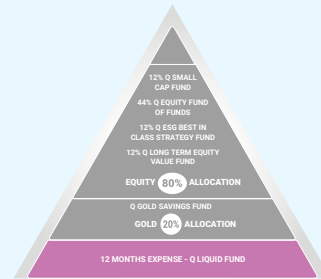 12% Q SMALL
CAP FUND
44% Q EQUITY FUND
OF FUNDS
12% Q ESG BEST IN
CLASS STRATEGY FUND
12% Q LONG TERM EQUITY
VALUE FUND
EQUITY 80% ALLOCATION
Q GOLD SAVINGS FUND
GOLD 20% ALLOCATION
12 MONTHS EXPENSE - Q LIQUID FUND